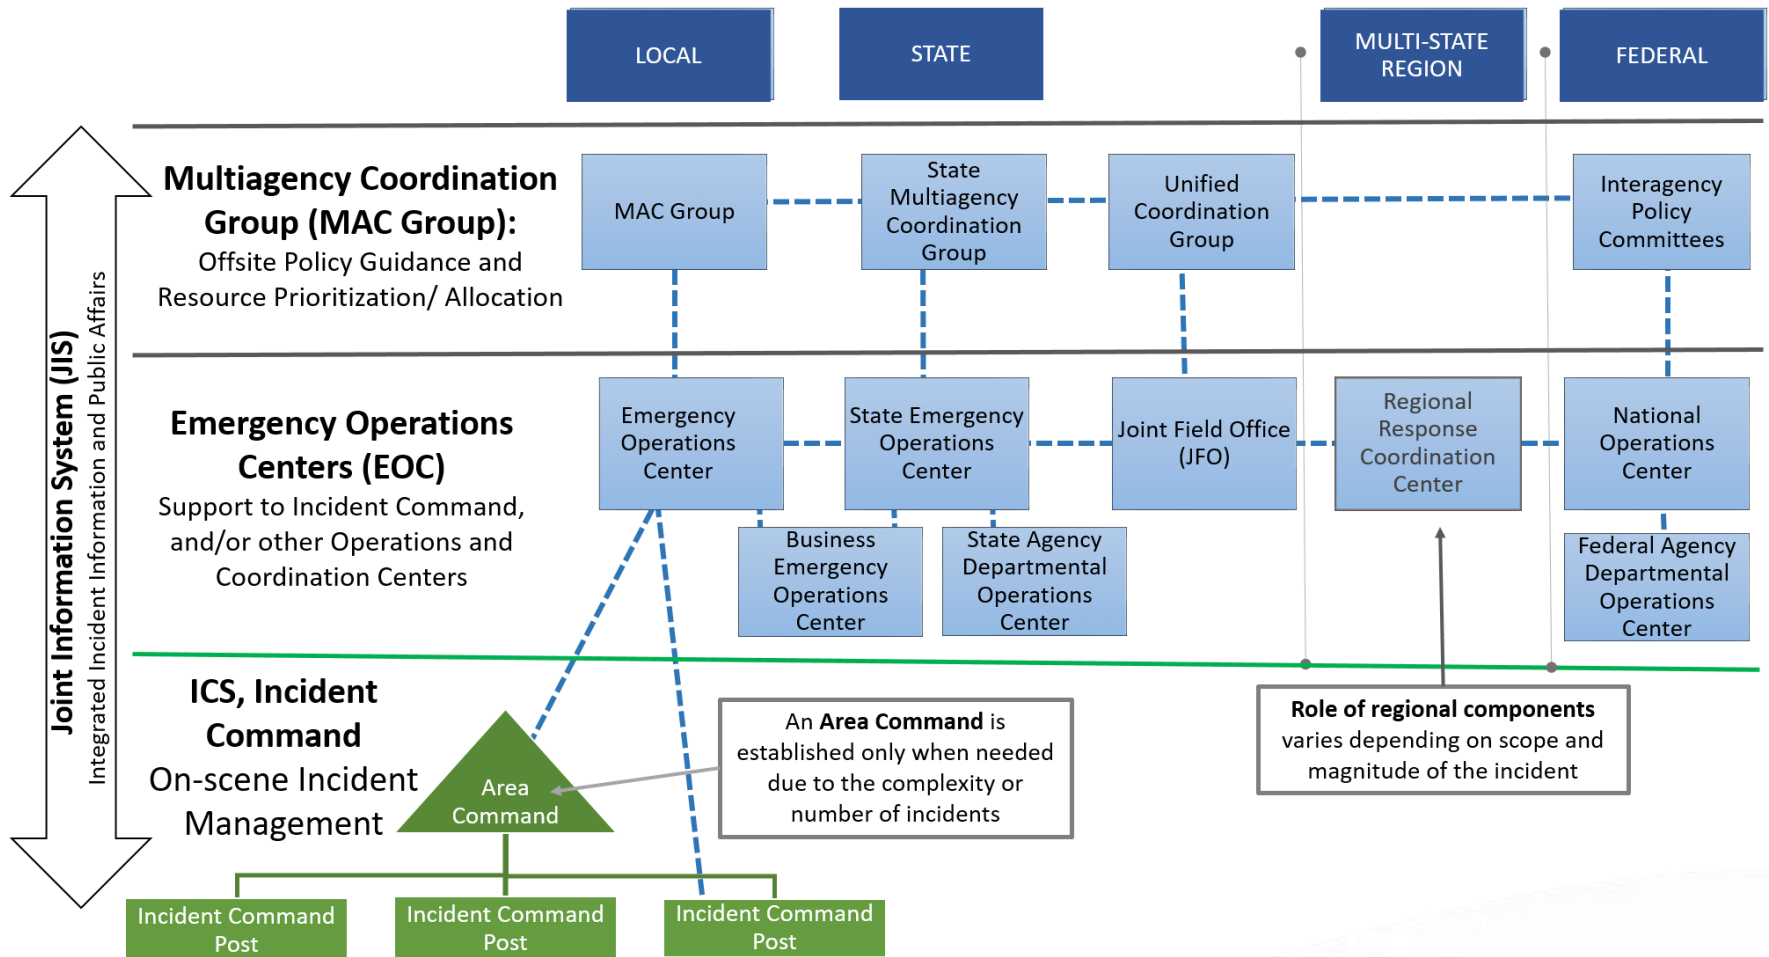 LOCAL
STATE
MULTI-STATE
REGION
FEDERAL
Joint Information System (JIS)
Integrated Incident Information and Public Affairs
Multiagency Coordination
Group (MAC Group):
Offsite Policy Guidance and
Resource Prioritization/ Allocation
MAC Group
State
Multiagency
Coordination
Group
Unified
Coordination
Group
Interagency
Policy
Committees
Emergency Operations
Centers (EOC)
Support to Incident Command,
and/or other Operations and
Coordination Centers
Emergency
Operations
Center
State Emergency
Operations
Center
Joint Field Office
(JFO)
Regional
Response
Coordination
Center
National
Operations
Center
Business
Emergency
Operations
Center
State Agency
Departmental
Operations
Center
Federal Agency
Departmental
Operations
Center
ICS, Incident
Command
On-scene Incident
Management
Area
Command
An Area Command is
established only when needed
due to the complexity or
number of incidents
Role of regional components
varies depending on scope and
magnitude of the incident
Incident Command
Post
Incident Command
Post
Incident Command
Post